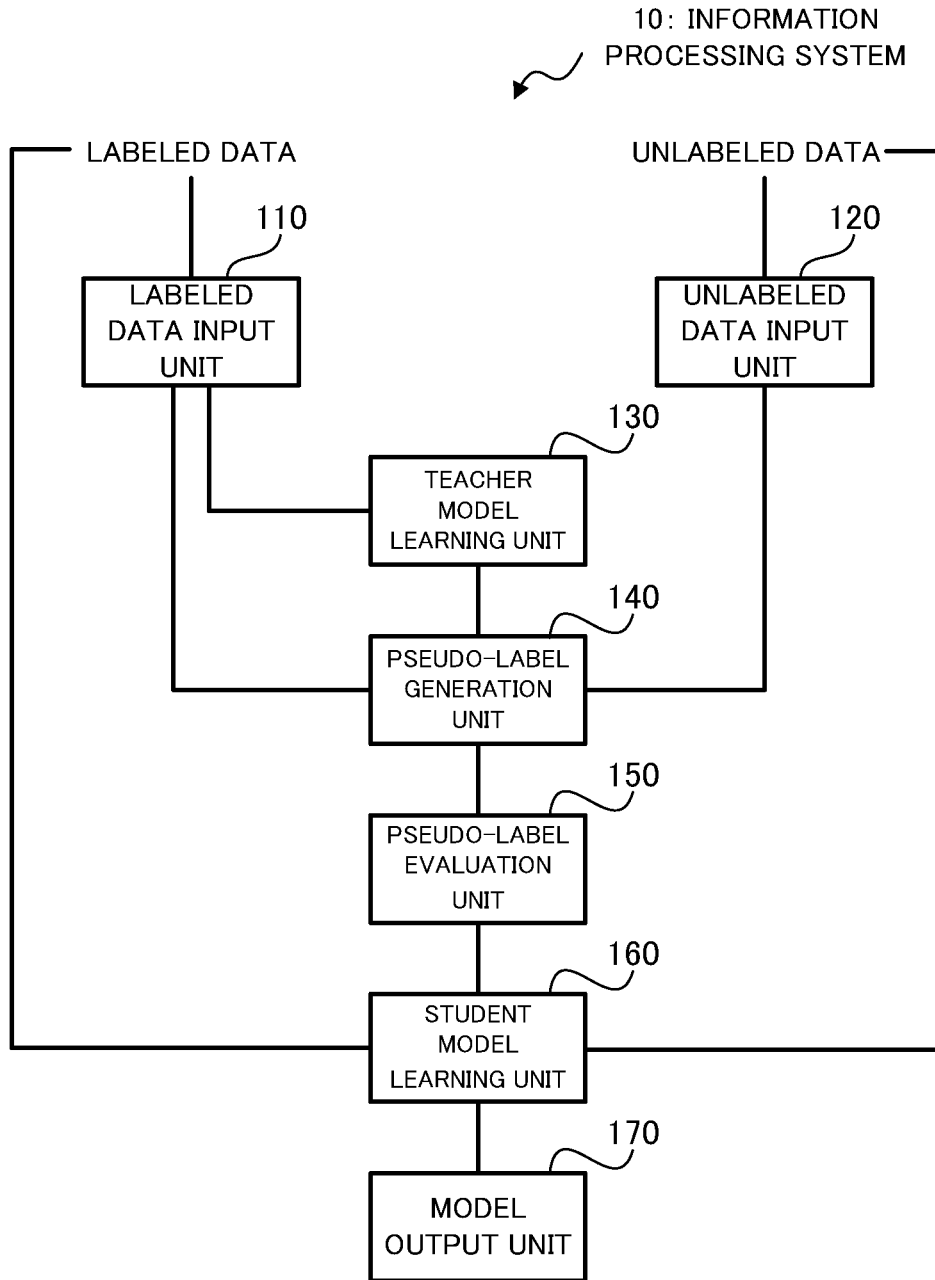 10: INFORMATION
PROCESSING SYSTEM
LABELED DATA
UNLABELED DATA
110
120
LABELED
DATA INPUT
UNIT
UNLABELED
DATA INPUT
UNIT
130
TEACHER
MODEL
LEARNING UNIT
140
PSEUDO-LABEL
GENERATION
UNIT
150
PSEUDO-LABEL
EVALUATION
UNIT
160
STUDENT
MODEL
LEARNING UNIT
170
MODEL
OUTPUT UNIT